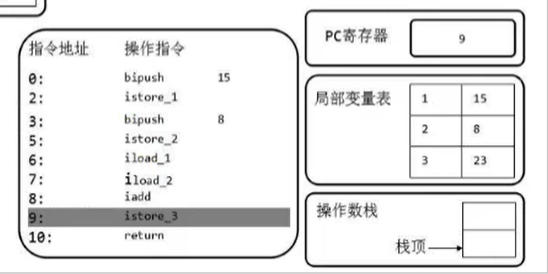 指令地址 操作指令
0: bipush 15
2: istore_1
3: bipush 8
5: istore_2
6: iload_1
7: iload_2
8: iadd
9: istore_3
10: return
PC寄存器 9
局部变量表
1 15
2 8
3 23
操作数栈
栈顶